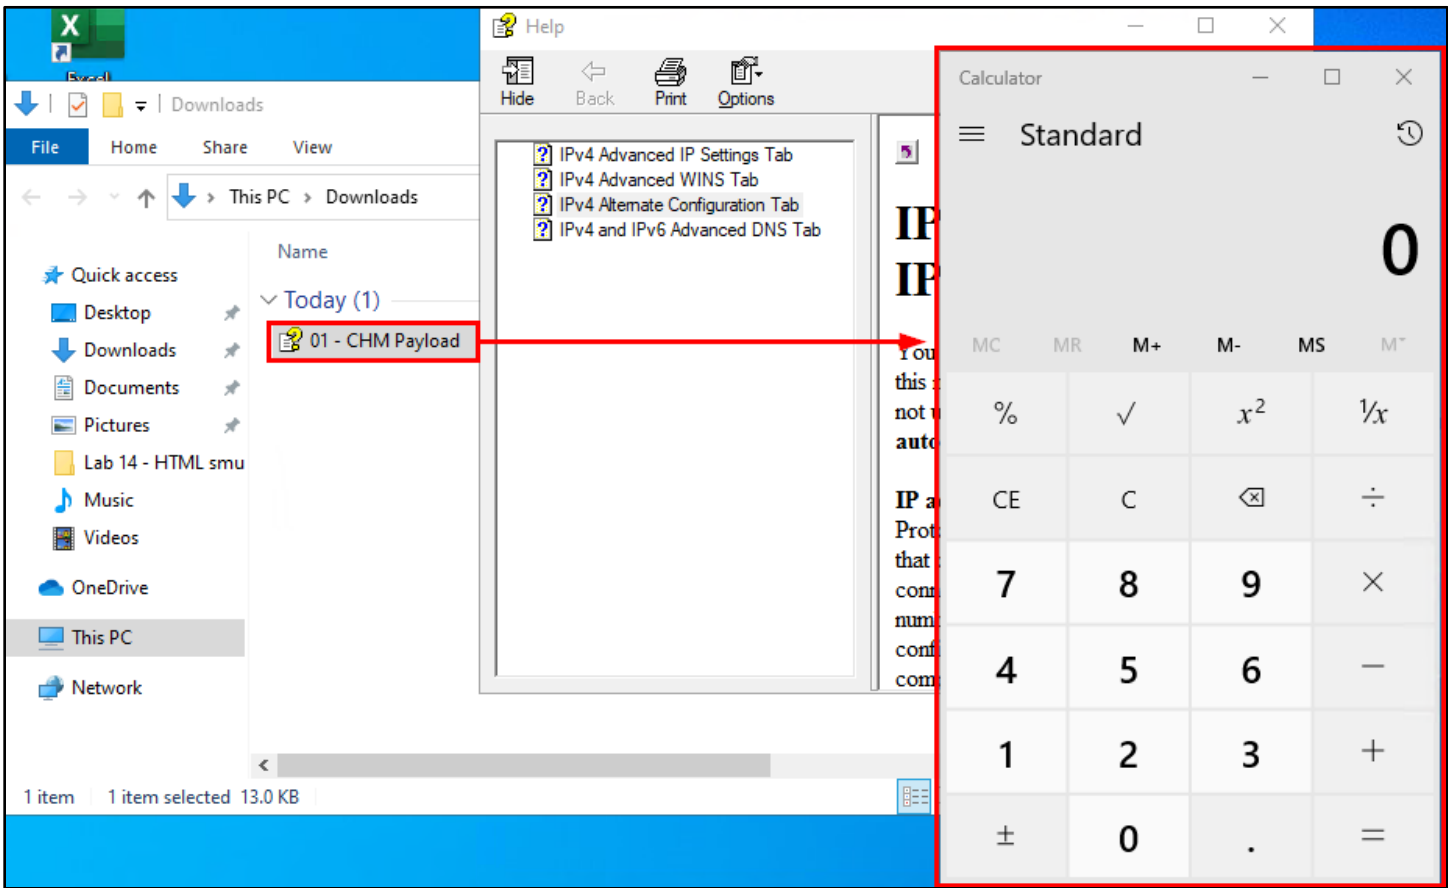 Excel
Downloads
File Home Share View
This PC > Downloads
Name
Quick access
Desktop
Downloads
Documents
Pictures
Lab 14 - HTML smu
Music
Videos
OneDrive
This PC
Network
Today (1)
01 - CHM Payload
1 item 1 item selected 13.0 KB
Help
Hide Back Print Options
IPv4 Advanced IP Settings Tab
IPv4 Advanced WINS Tab
IPv4 Alternate Configuration Tab
IPv4 and IPv6 Advanced DNS Tab
IP
IP
You
this
not
auto
IP a
Prot
that
conn
num
conf
com
Calculator
Standard
0
MC MR M+ M- MS M˅
% √ x² ¹/x
CE C ÷
7 8 9 ×
4 5 6 −
1 2 3 +
± 0 . =